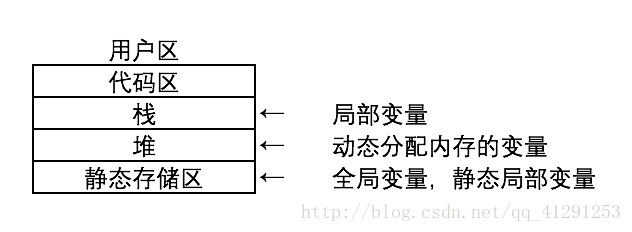 用户区
代码区
栈 ← 局部变量
堆 ← 动态分配内存的变量
静态存储区 ← 全局变量，静态局部变量
http://blog.csdn.net/qq_41291253